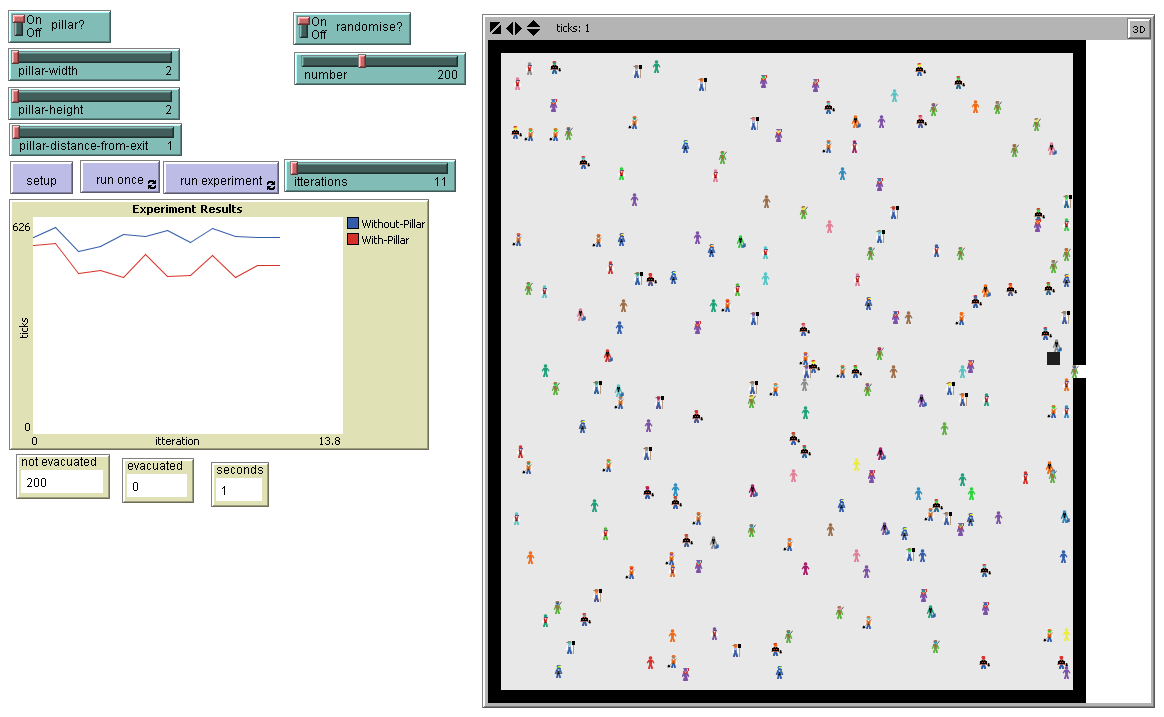 On
Off
pillar?
On
Off
randomise?
ticks: 1
3D
pillar-width 2
number 200
pillar-height 2
pillar-distance-from-exit 1
setup
run once
run experiment
itterations 11
Experiment Results
626
ticks
0
0
itteration
13.8
Without-Pillar
With-Pillar
not evacuated
200
evacuated
0
seconds
1